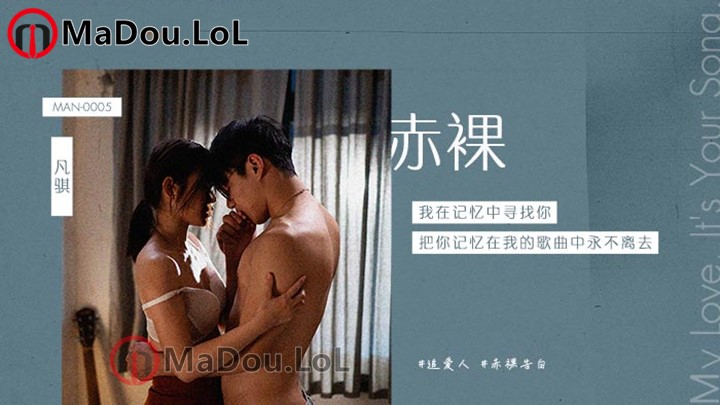 MaDou.LoL
MAN-0005
凡骐
赤裸
我在记忆中寻找你
把你记忆在我的歌曲中永不离去
My Love, It's Your Song.
MaDou.LoL
#追爱人 #赤裸告白